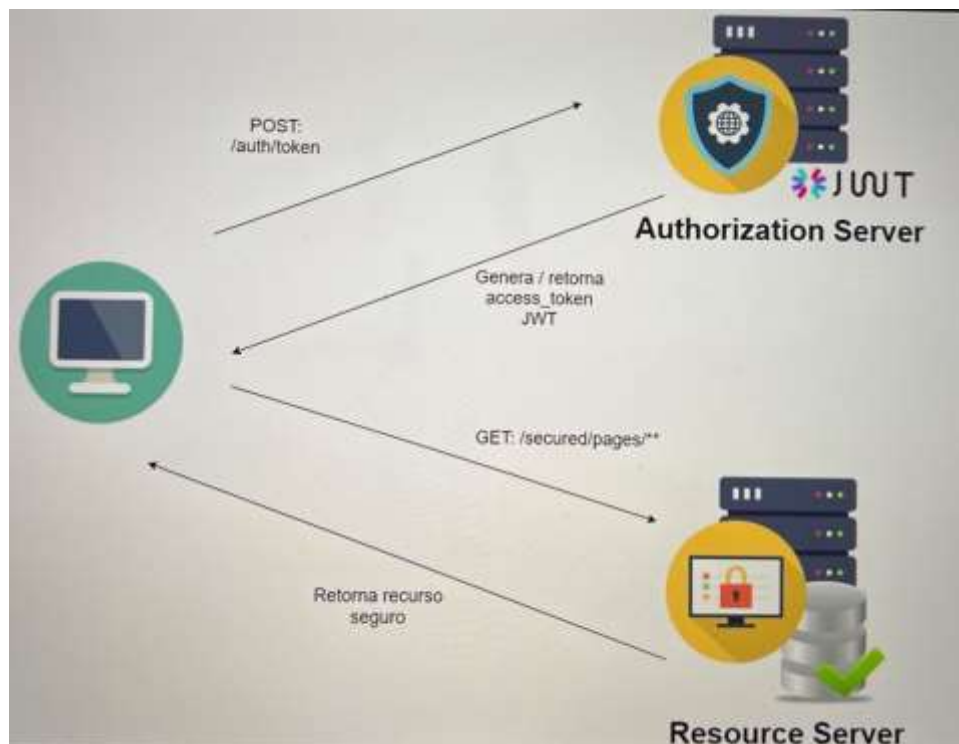 POST:
/auth/token
JWT
Authorization Server
Genera / retorna
access_token
JWT
GET: /secured/pages/**
Retorna recurso
seguro
Resource Server